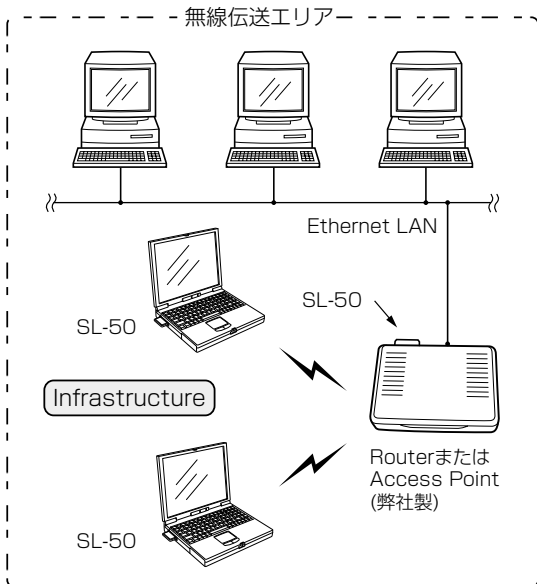 無線伝送エリア
Ethernet LAN
SL-50
SL-50
Infrastructure
Routerまたは
Access Point
(弊社製)
SL-50